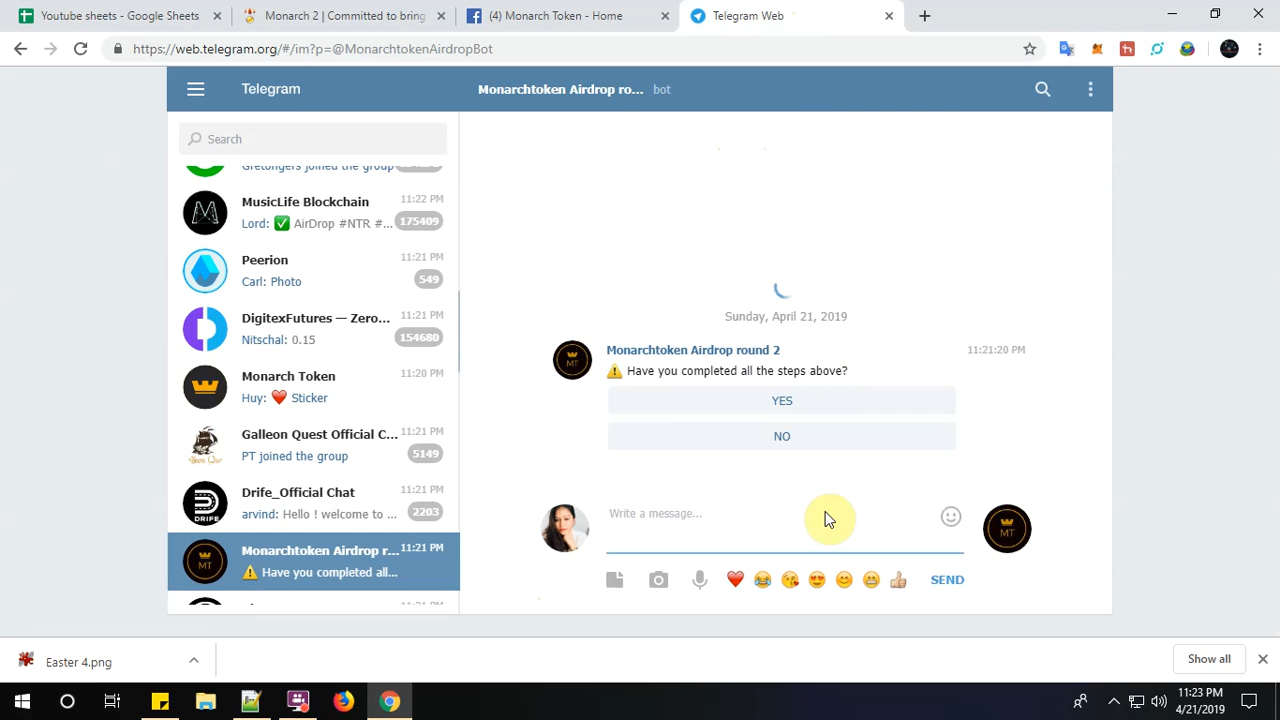 Youtube sheets - Google Sheets
Monarch 2 | Committed to bring
(4) Monarch Token - Home
Telegram Web
https://web.telegram.org/#/im?p=@MonarchtokenAirdropBot
Telegram
Monarchtoken Airdrop ro... bot
Search
Gretongers joined the group
MusicLife Blockchain 11:22 PM
Lord: ✅ AirDrop #NTR #... 175409
Peerion 11:21 PM
Carl: Photo 549
DigitexFutures — Zero... 11:21 PM
Nitschal: 0.15 154680
Monarch Token 11:20 PM
Huy: ❤️ Sticker
Galleon Quest Official C... 11:21 PM
PT joined the group 5149
Drife_Official Chat 11:21 PM
arvind: Hello ! welcome to ... 2203
Monarchtoken Airdrop r... 11:21 PM
⚠️ Have you completed all...
Sunday, April 21, 2019
Monarchtoken Airdrop round 2 11:21:20 PM
⚠️ Have you completed all the steps above?
YES
NO
Write a message...
SEND
Easter 4.png
Show all
11:23 PM
4/21/2019